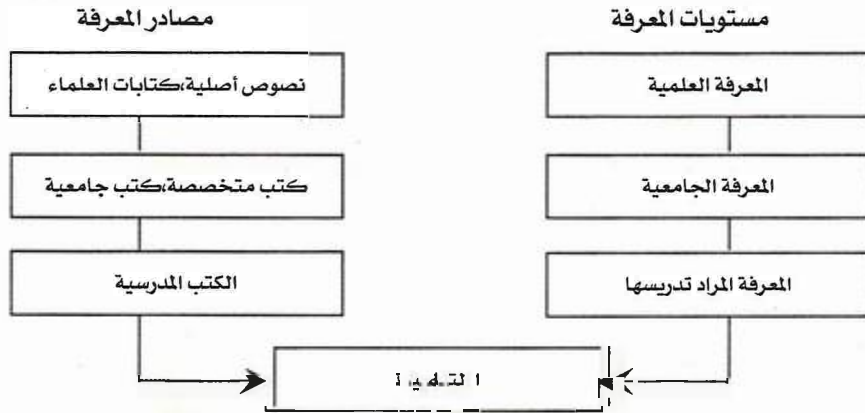 مستويات المعرفة
مصادر المعرفة
المعرفة العلمية
نصوص أصلية،كتابات العلماء
المعرفة الجامعية
كتب متخصصة،كتب جامعية
المعرفة المراد تدريسها
الكتب المدرسية
التلميذ